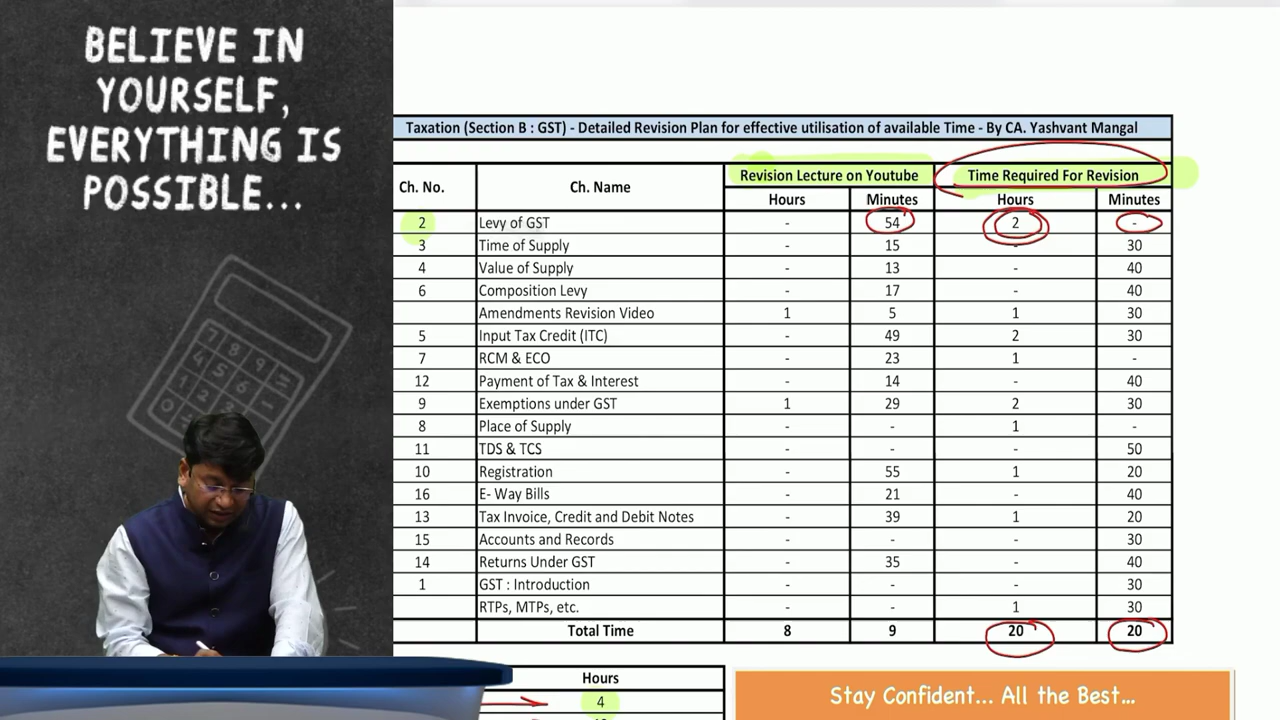 BELIEVE IN
YOURSELF,
EVERYTHING IS
POSSIBLE...
7 8 9 =
4 5 6 -
Taxation (Section B : GST) - Detailed Revision Plan for effective utilisation of available Time - By CA. Yashvant Mangal
Ch. No. Ch. Name Revision Lecture on Youtube Time Required For Revision
Hours Minutes Hours Minutes
2 Levy of GST - 54 2 -
3 Time of Supply - 15 - 30
4 Value of Supply - 13 - 40
6 Composition Levy - 17 - 40
Amendments Revision Video 1 5 1 30
5 Input Tax Credit (ITC) - 49 2 30
7 RCM & ECO - 23 1 -
12 Payment of Tax & Interest - 14 - 40
9 Exemptions under GST 1 29 2 30
8 Place of Supply - - 1 -
11 TDS & TCS - - - 50
10 Registration - 55 1 20
16 E- Way Bills - 21 - 40
13 Tax Invoice, Credit and Debit Notes - 39 1 20
15 Accounts and Records - - - 30
14 Returns Under GST - 35 - 40
1 GST : Introduction - - - 30
RTPs, MTPs, etc. - - 1 30
Total Time 8 9 20 20
Hours
4
Stay Confident... All the Best...